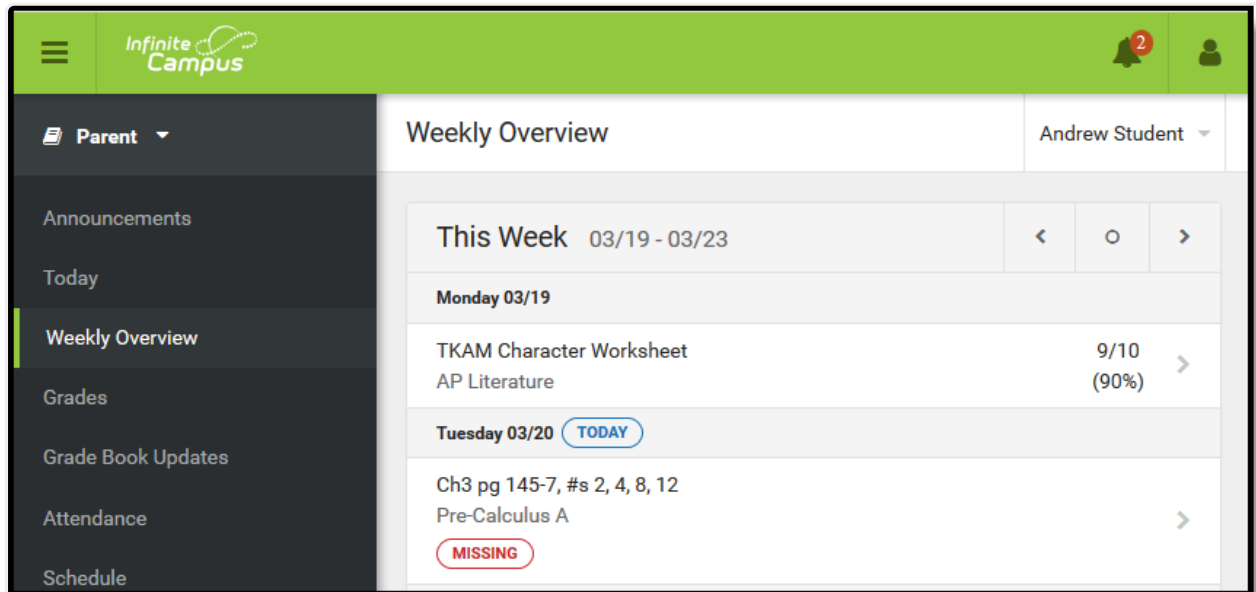 Infinite
Campus
2
Parent
Weekly Overview
Andrew Student
Announcements
Today
Weekly Overview
Grades
Grade Book Updates
Attendance
Schedule
This Week 03/19 - 03/23
Monday 03/19
TKAM Character Worksheet
AP Literature
9/10
(90%)
Tuesday 03/20 TODAY
Ch3 pg 145-7, #s 2, 4, 8, 12
Pre-Calculus A
MISSING